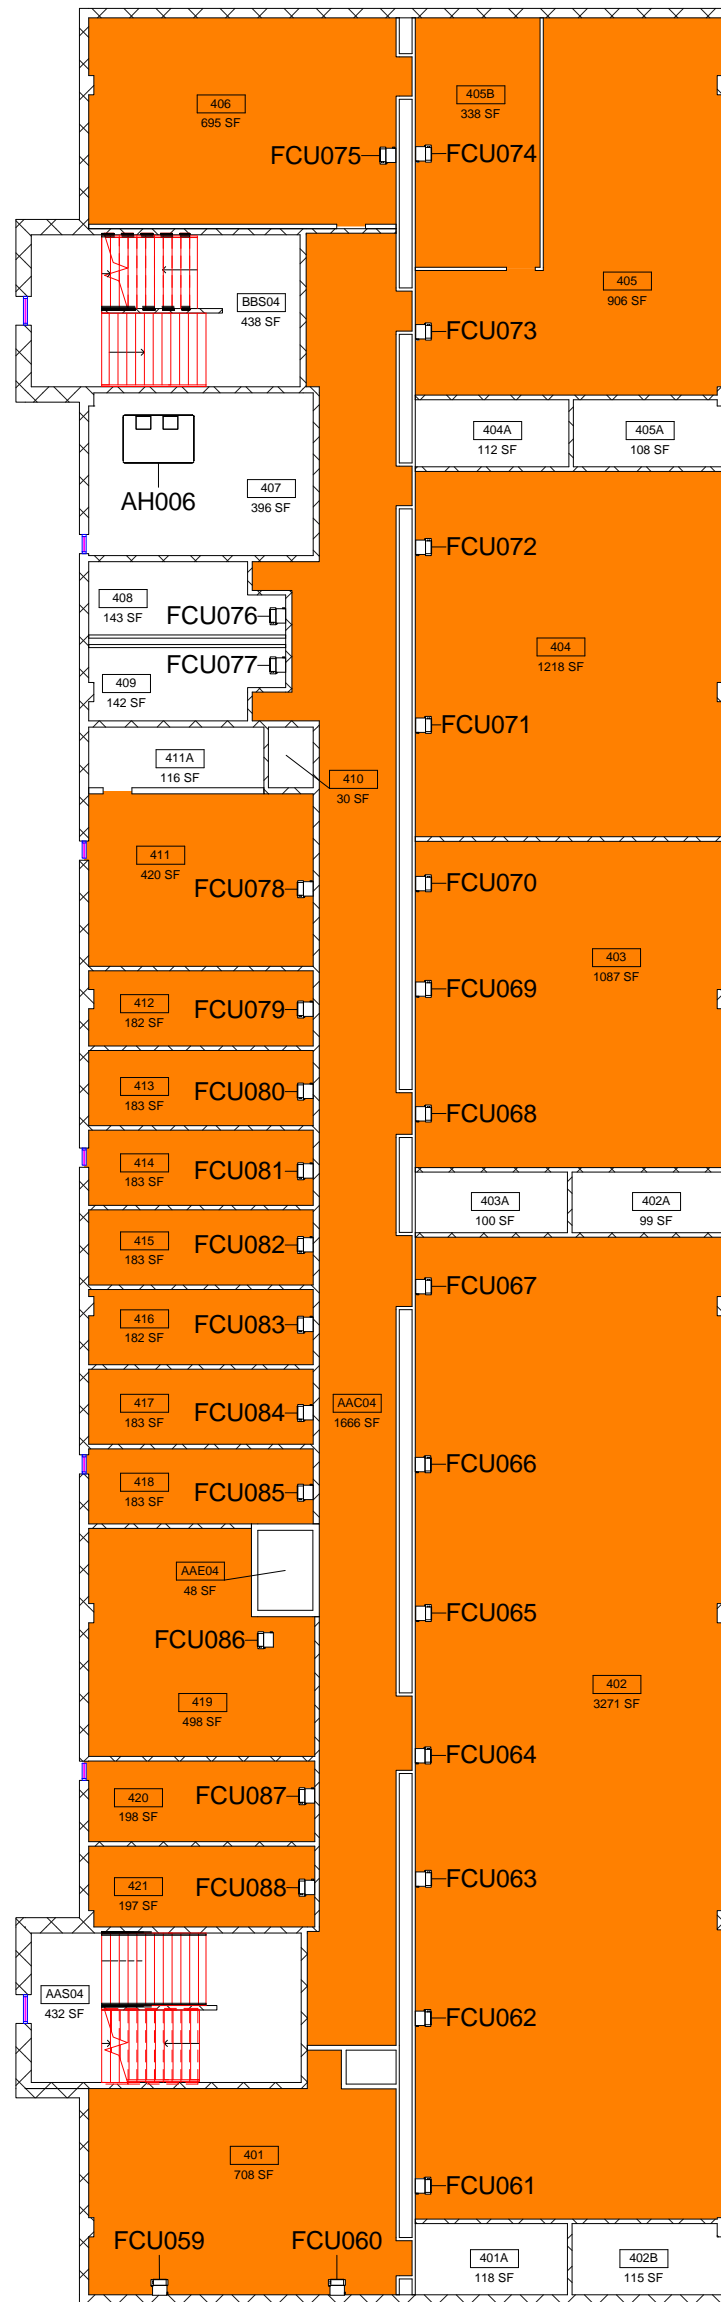 406
695 SF
405B
338 SF
FCU075
FCU074
405
906 SF
BBS04
438 SF
FCU073
404A
112 SF
405A
108 SF
AH006
407
396 SF
FCU072
408
143 SF
FCU076
404
1218 SF
FCU077
409
142 SF
FCU071
411A
116 SF
410
30 SF
411
420 SF
FCU078
FCU070
403
1087 SF
FCU069
412
182 SF
FCU079
413
183 SF
FCU080
FCU068
414
183 SF
FCU081
403A
100 SF
402A
99 SF
415
183 SF
FCU082
FCU067
416
182 SF
FCU083
417
183 SF
FCU084
AAC04
1666 SF
FCU066
418
183 SF
FCU085
AAE04
48 SF
FCU065
FCU086
419
498 SF
402
3271 SF
FCU064
420
198 SF
FCU087
421
197 SF
FCU088
FCU063
AAS04
432 SF
FCU062
401
708 SF
FCU061
FCU059
FCU060
401A
118 SF
402B
115 SF